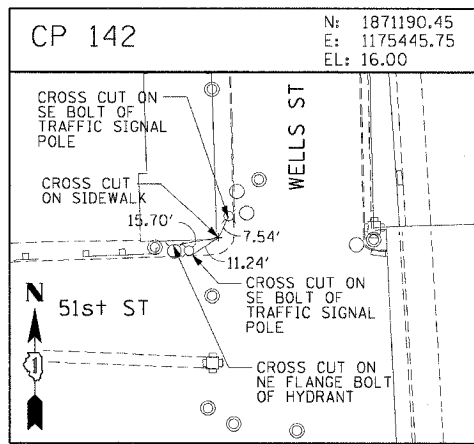 CP 142
N: 1871190.45
E: 1175445.75
EL: 16.00
CROSS CUT ON
SE BOLT OF
TRAFFIC SIGNAL
POLE
WELLS ST
CROSS CUT
ON SIDEWALK
15.70'
7.54'
11.24'
CROSS CUT ON
SE BOLT OF
TRAFFIC SIGNAL
POLE
N
51st ST
CROSS CUT ON
NE FLANGE BOLT
OF HYDRANT